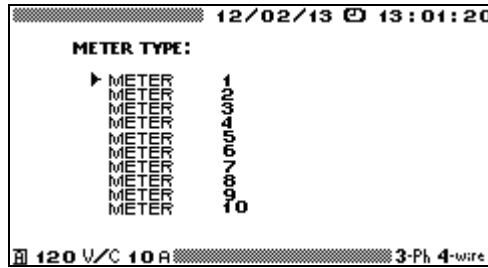 12/02/13 13:01:20
METER TYPE:
METER 1
METER 2
METER 3
METER 4
METER 5
METER 6
METER 7
METER 8
METER 9
METER 10
A 120 V/C 10 A 3-Ph 4-wire